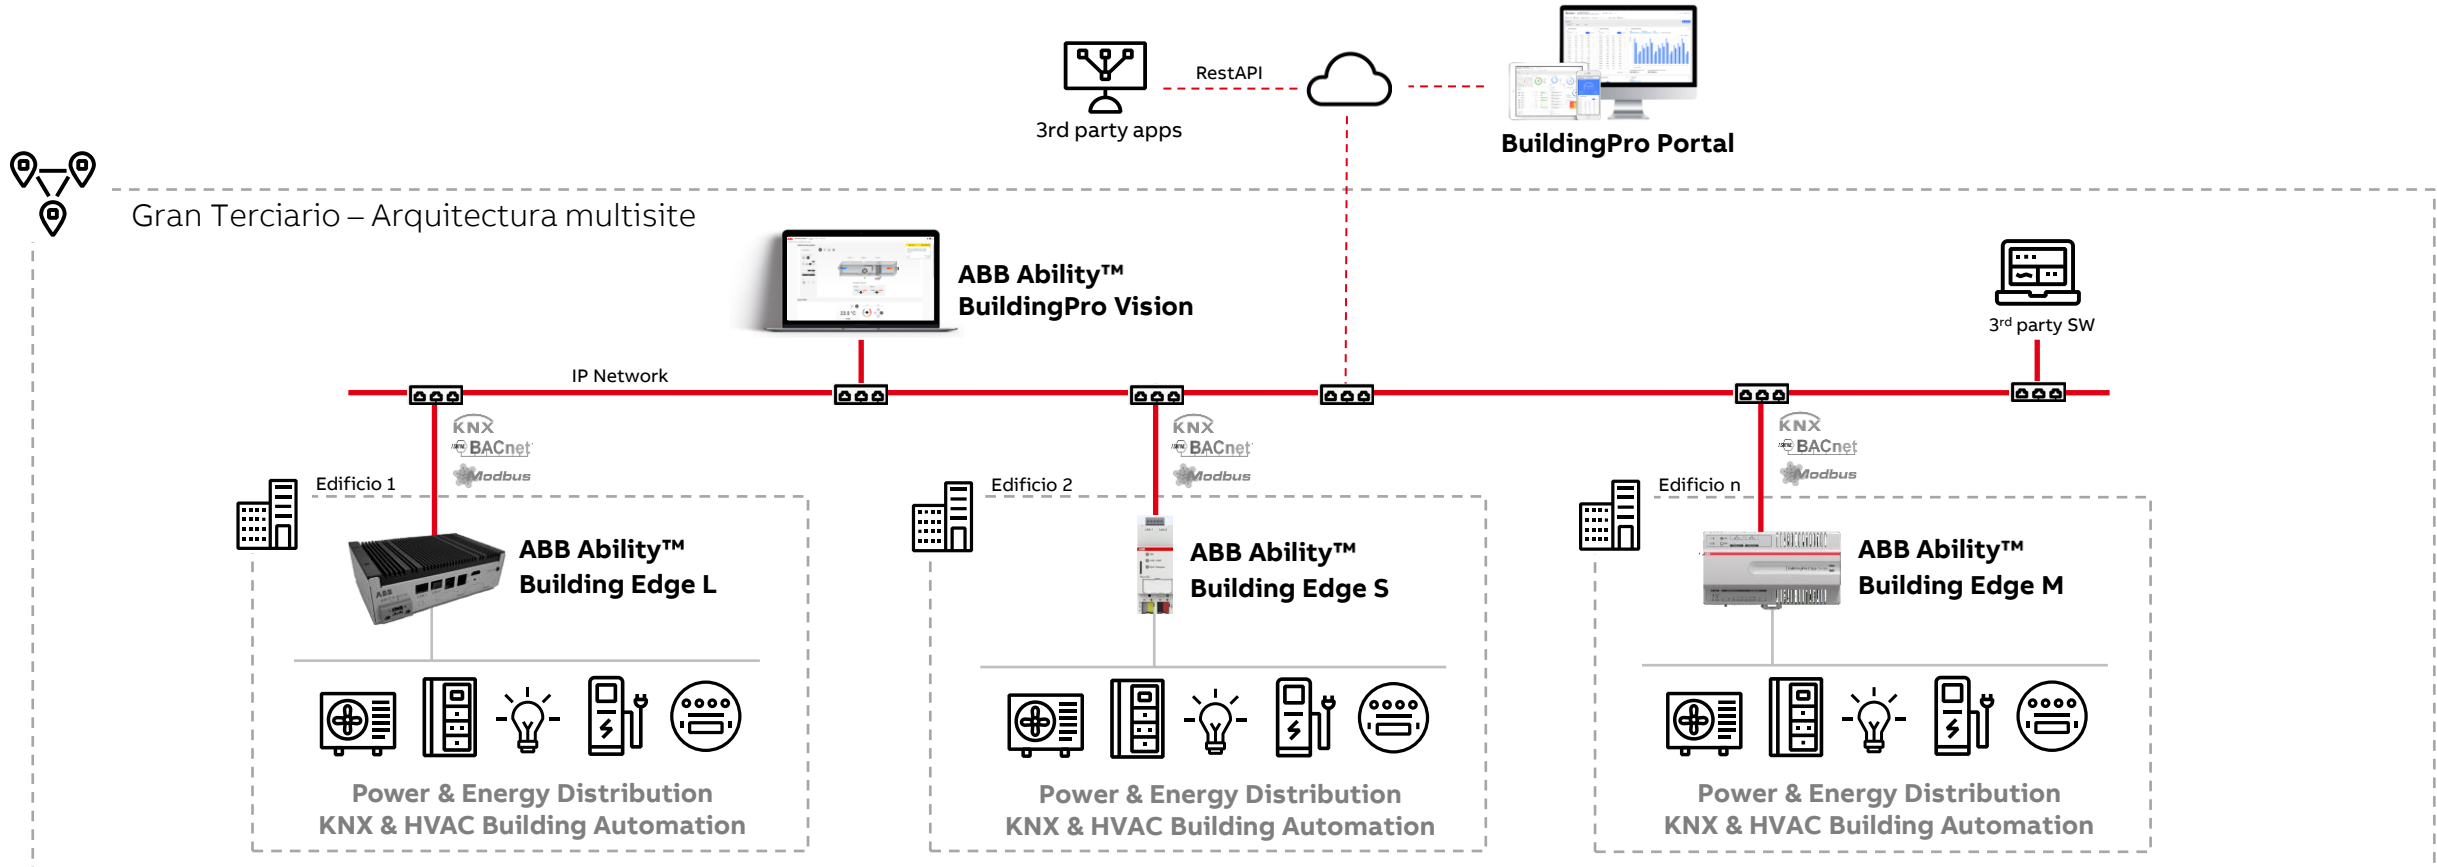 RestAPI
3rd party apps
BuildingPro Portal
Gran Terciario – Arquitectura multisite
ABB Ability™
BuildingPro Vision
3rd party SW
IP Network
KNX
BACnet
Modbus
KNX
BACnet
Modbus
KNX
BACnet
Modbus
Edificio 1
Edificio 2
Edificio n
ABB Ability™
Building Edge L
ABB
ABB Ability™
Building Edge S
ABB Ability™
Building Edge M
Power & Energy Distribution
KNX & HVAC Building Automation
Power & Energy Distribution
KNX & HVAC Building Automation
Power & Energy Distribution
KNX & HVAC Building Automation